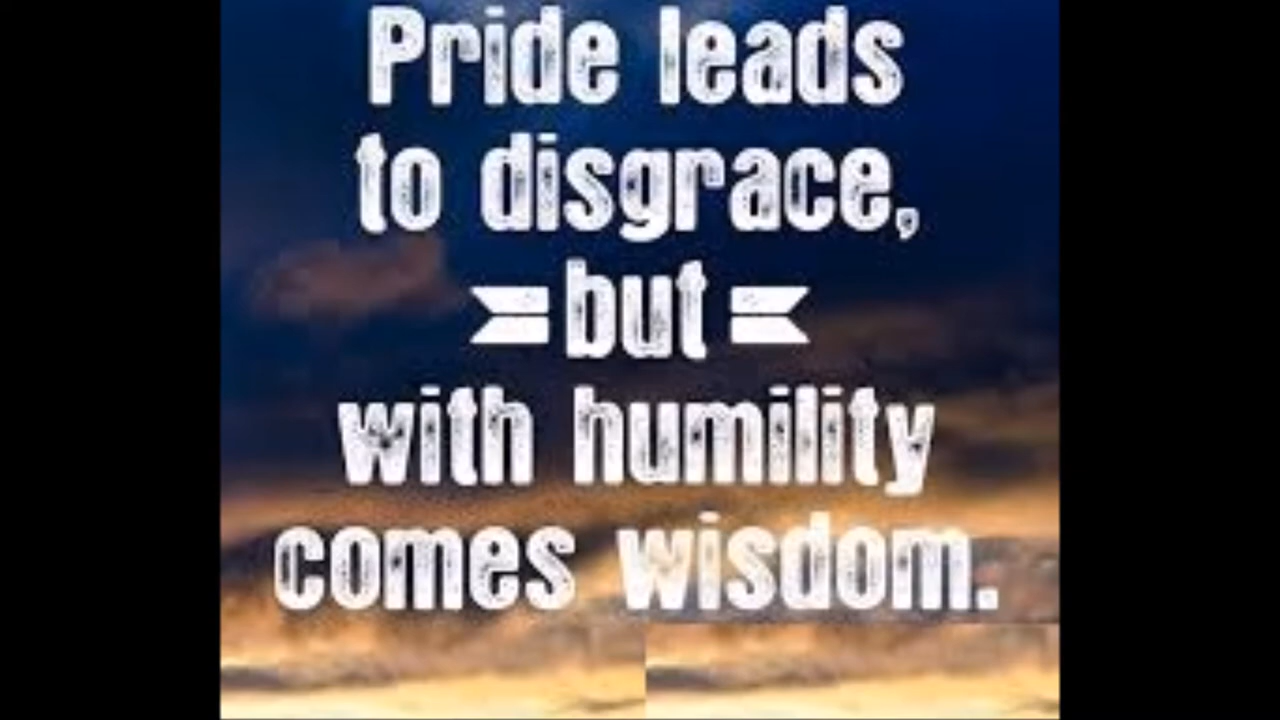 Pride leads
to disgrace,
but
with humility
comes wisdom.